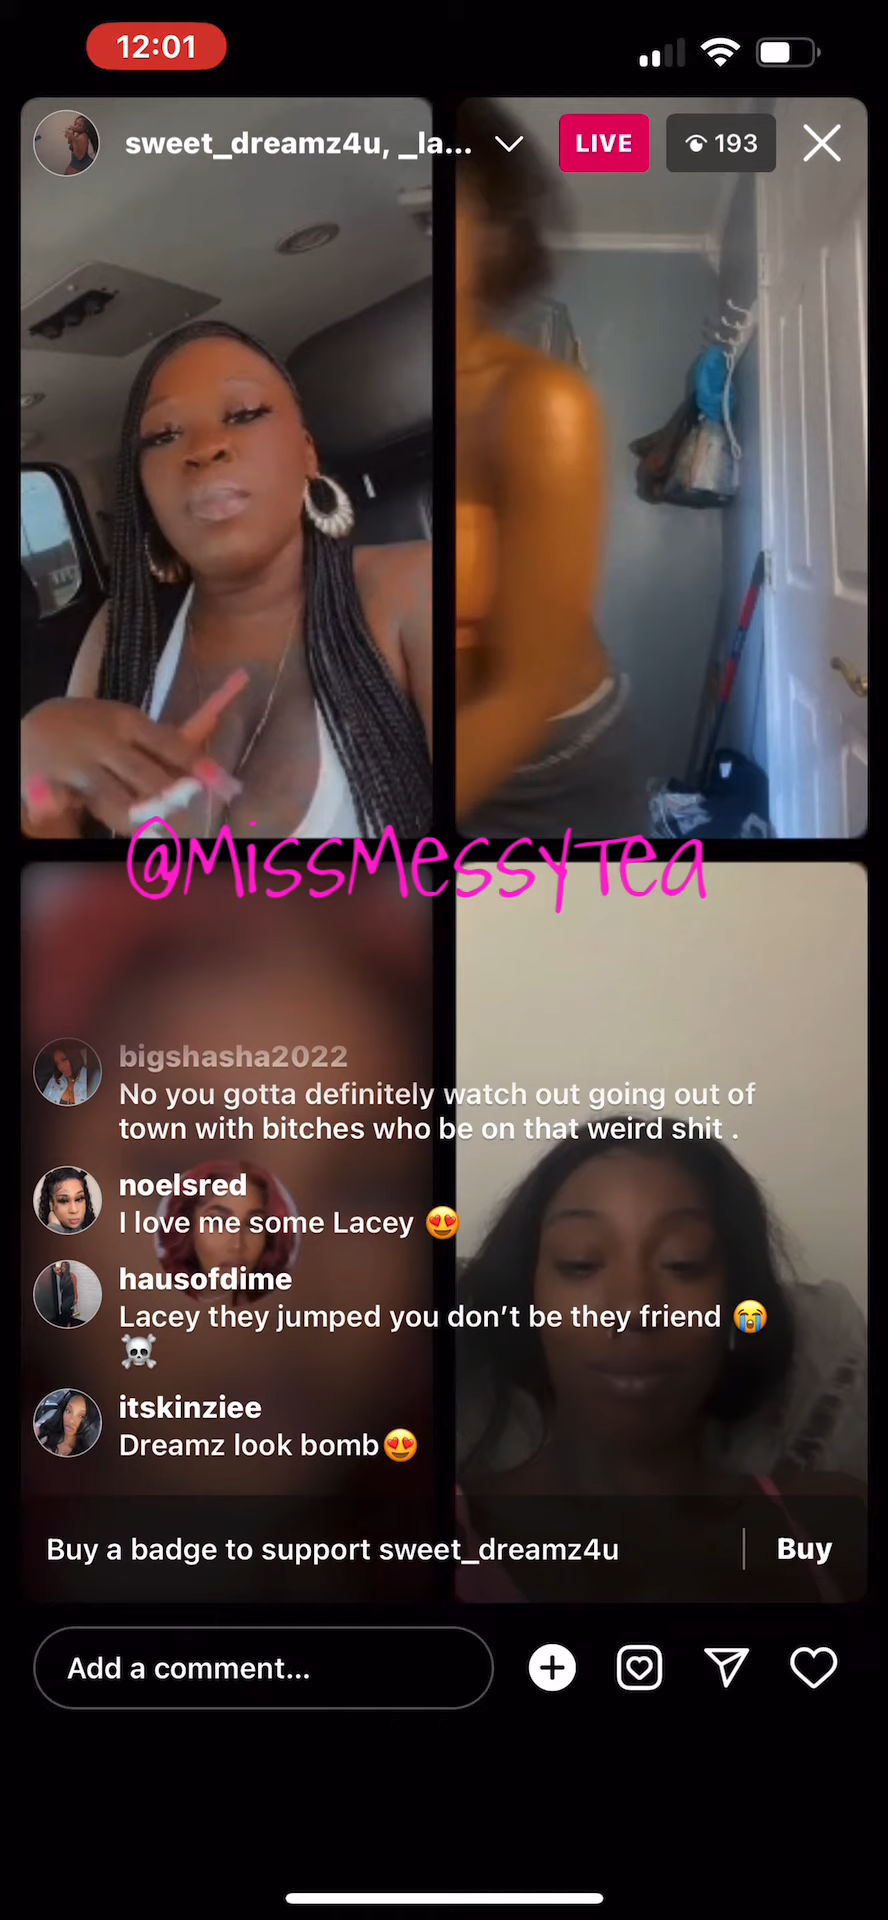 12:01
sweet_dreamz4u, _la...
LIVE
193
@MissMessyTea
bigshasha2022
No you gotta definitely watch out going out of
town with bitches who be on that weird shit .
noelsred
I love me some Lacey 😍
hausofdime
Lacey they jumped you don’t be they friend 😭
☠️
itskinziee
Dreamz look bomb😍
Buy a badge to support sweet_dreamz4u
Buy
Add a comment...